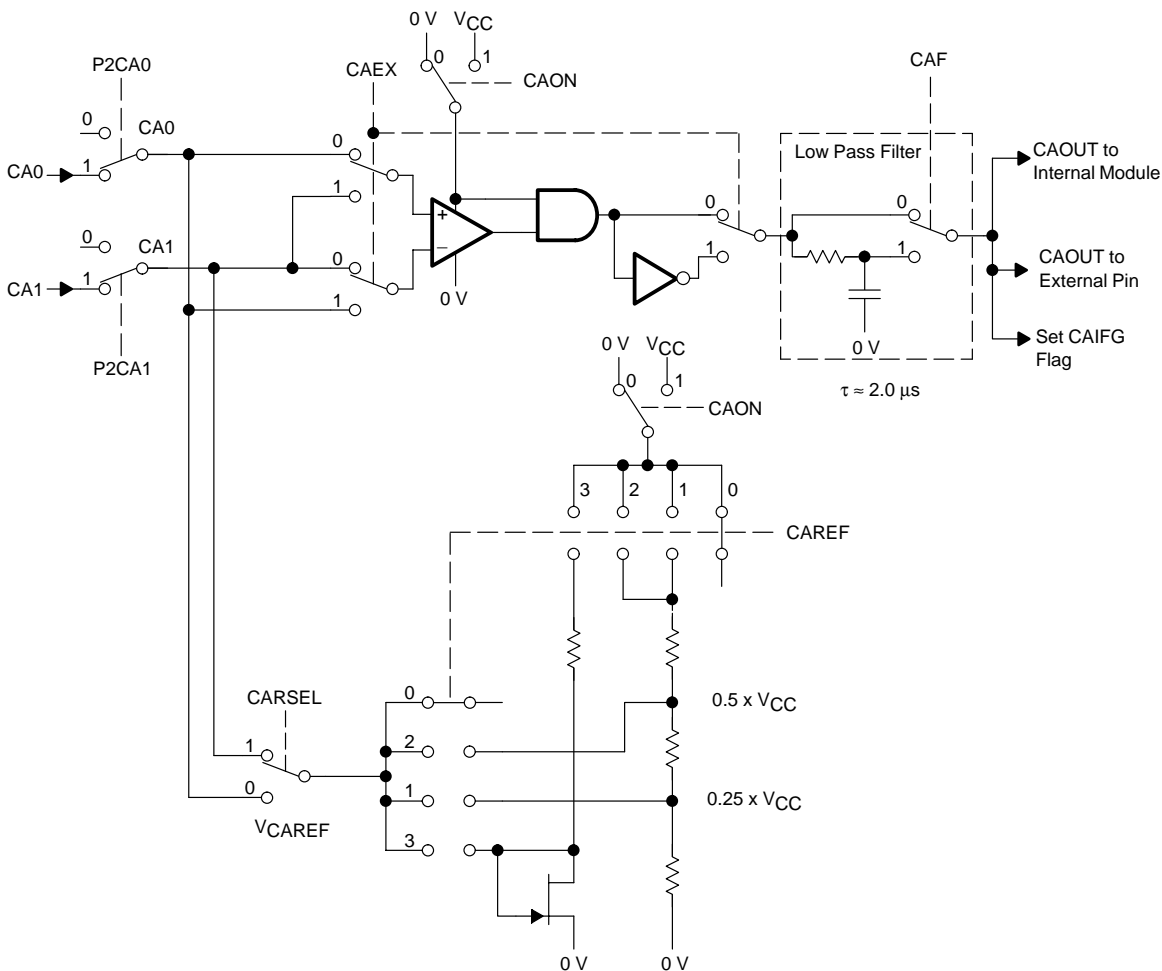 0 V VCC
0 1
CAON
P2CA0
CAEX
CAF
0
CA0
CA0 1
0
1
+
−
0 V
0
CA1
CA1 1
0
1
P2CA1
0
1
Low Pass Filter
0
1
0 V
τ ≈ 2.0 µs
CAOUT to
Internal Module
CAOUT to
External Pin
Set CAIFG
Flag
0 V VCC
0 1
CAON
3 2 1 0
CAREF
CARSEL
1
0
VCAREF
0
2
1
3
0.5 x VCC
0.25 x VCC
0 V 0 V